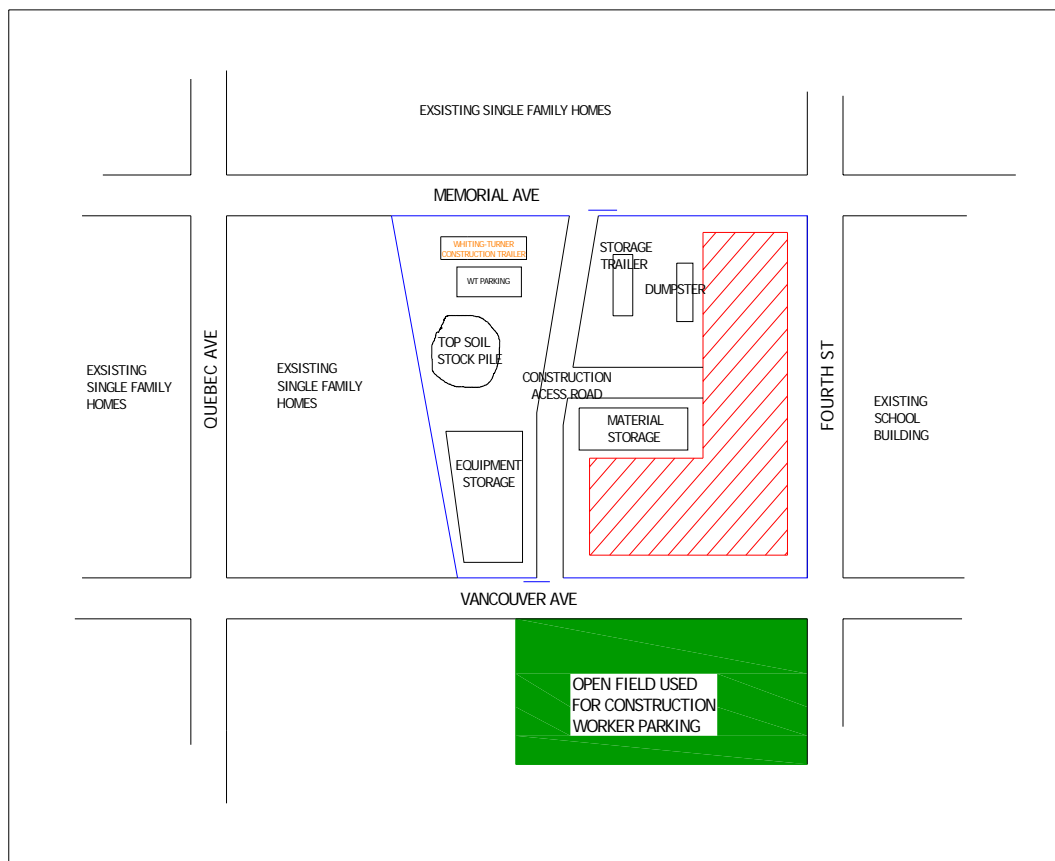 EXSISTING SINGLE FAMILY HOMES
MEMORIAL AVE
WHITING-TURNER
CONSTRUCTION TRAILER
WT PARKING
STORAGE
TRAILER
DUMPSTER
TOP SOIL
STOCK PILE
QUEBEC AVE
EXSISTING
SINGLE FAMILY
HOMES
EXSISTING
SINGLE FAMILY
HOMES
CONSTRUCTION
ACESS ROAD
MATERIAL
STORAGE
FOURTH ST
EXISTING
SCHOOL
BUILDING
EQUIPMENT
STORAGE
VANCOUVER AVE
OPEN FIELD USED
FOR CONSTRUCTION
WORKER PARKING